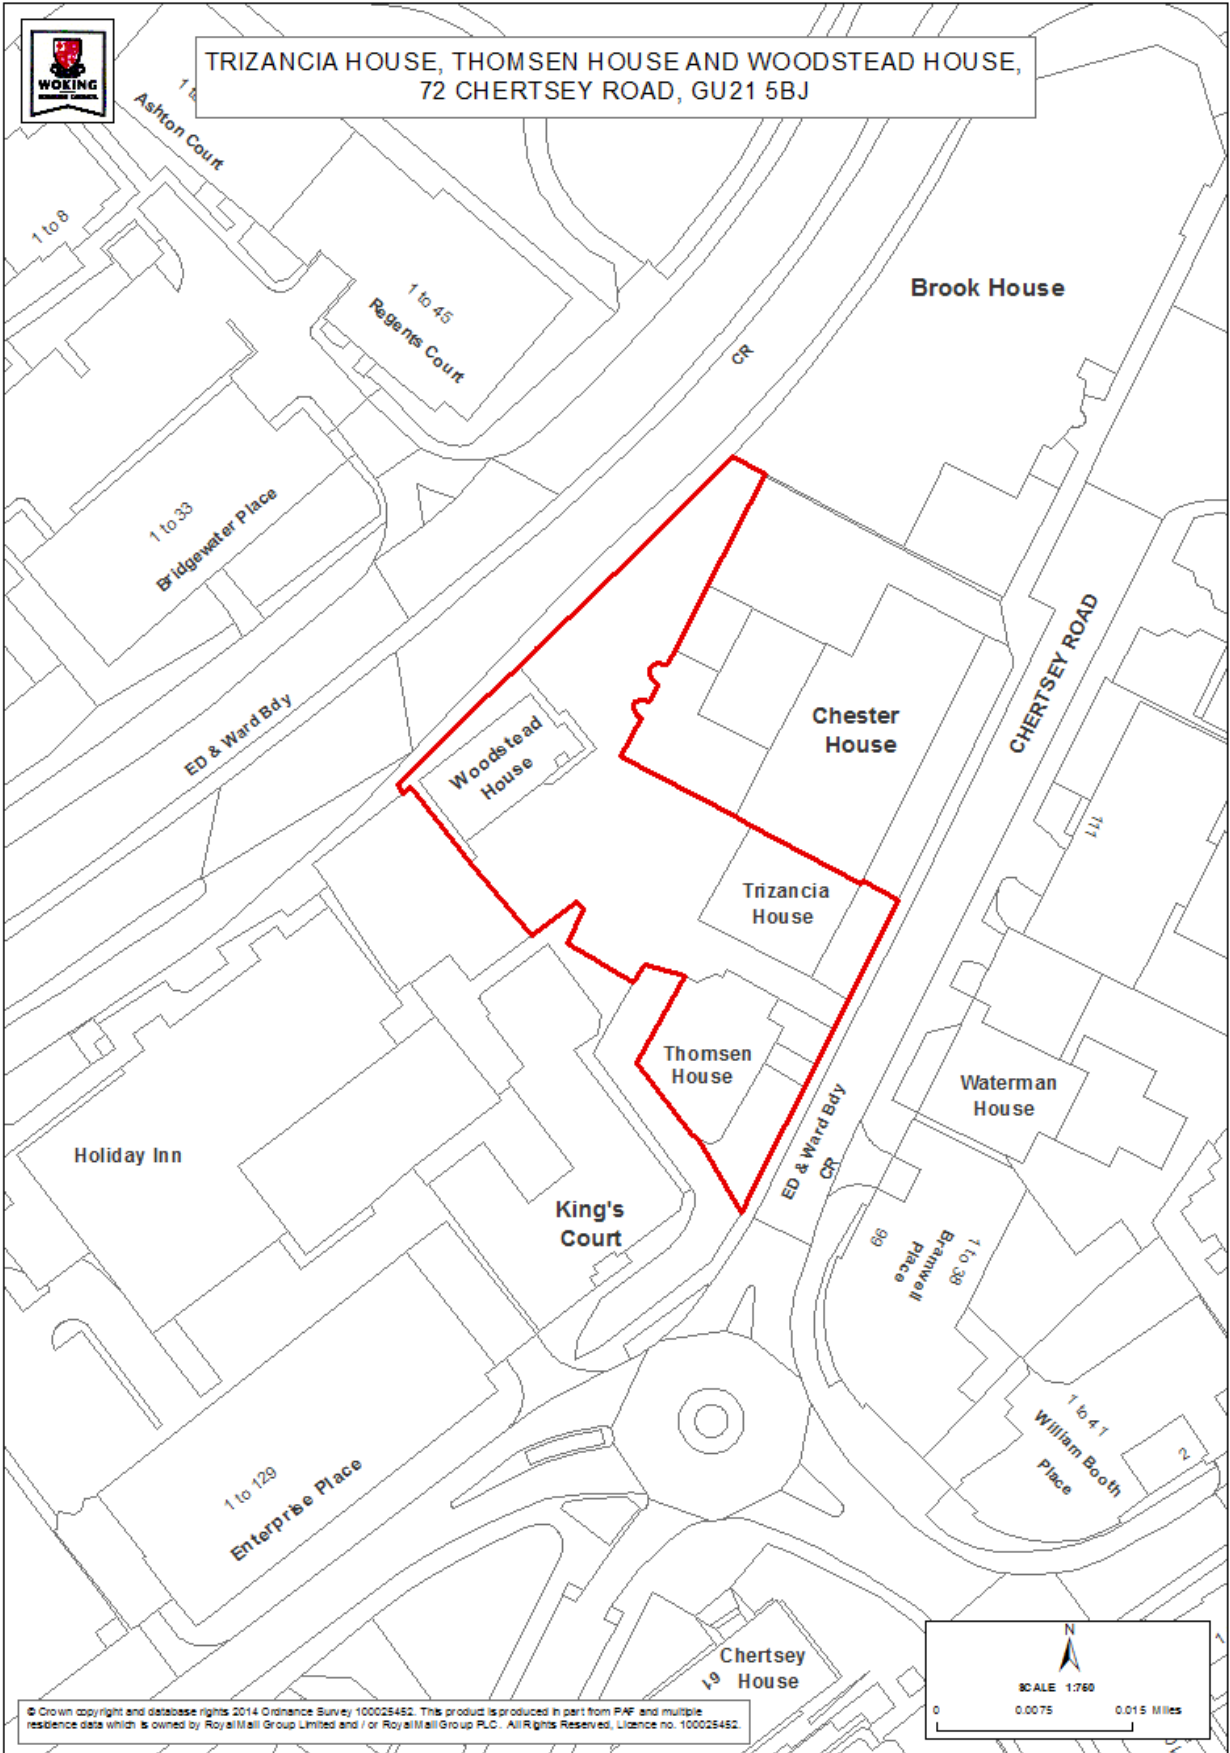 WOKING
BOROUGH COUNCIL
TRIZANCIA HOUSE, THOMSEN HOUSE AND WOODSTEAD HOUSE,
72 CHERTSEY ROAD, GU21 5BJ
Ashton Court
1 to 8
1 to 45
Regents Court
Brook House
CR
1 to 33
Bridgewater Place
CHERTSEY ROAD
ED & Ward Bdy
Woodstead
House
Chester
House
111
Trizancia
House
Thomsen
House
Waterman
House
ED & Ward Bdy
CR
Holiday Inn
King's
Court
99
1 to 38
Bramwell
Place
1 to 41
William Booth
Place
2
1 to 129
Enterprise Place
Chertsey
House
61
N
SCALE 1:750
0 0.0075 0.015 Miles
© Crown copyright and database rights 2014 Ordnance Survey 100025452. This product is produced in part from PAF and multiple
residence data which is owned by Royal Mail Group Limited and / or Royal Mail Group PLC. All Rights Reserved, Licence no. 100025452.